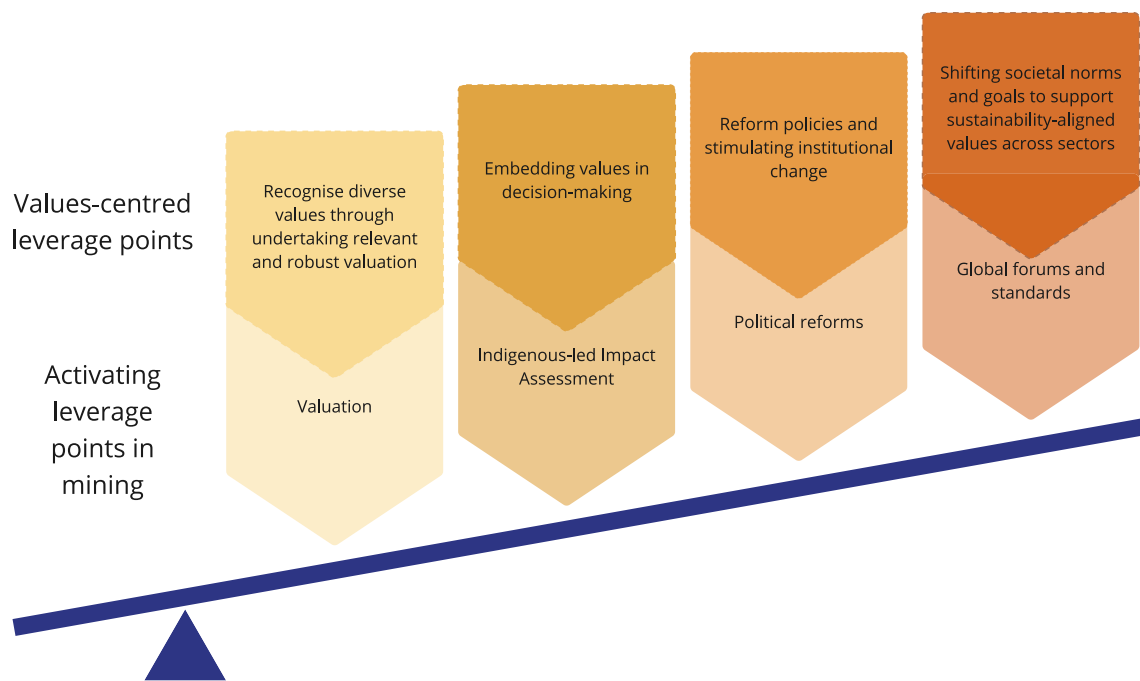 Values-centred
leverage points
Recognise diverse
values through
undertaking relevant
and robust valuation
Embedding values in
decision-making
Reform policies and
stimulating institutional
change
Shifting societal norms
and goals to support
sustainability-aligned
values across sectors
Activating
leverage
points in
mining
Valuation
Indigenous-led Impact
Assessment
Political reforms
Global forums and
standards